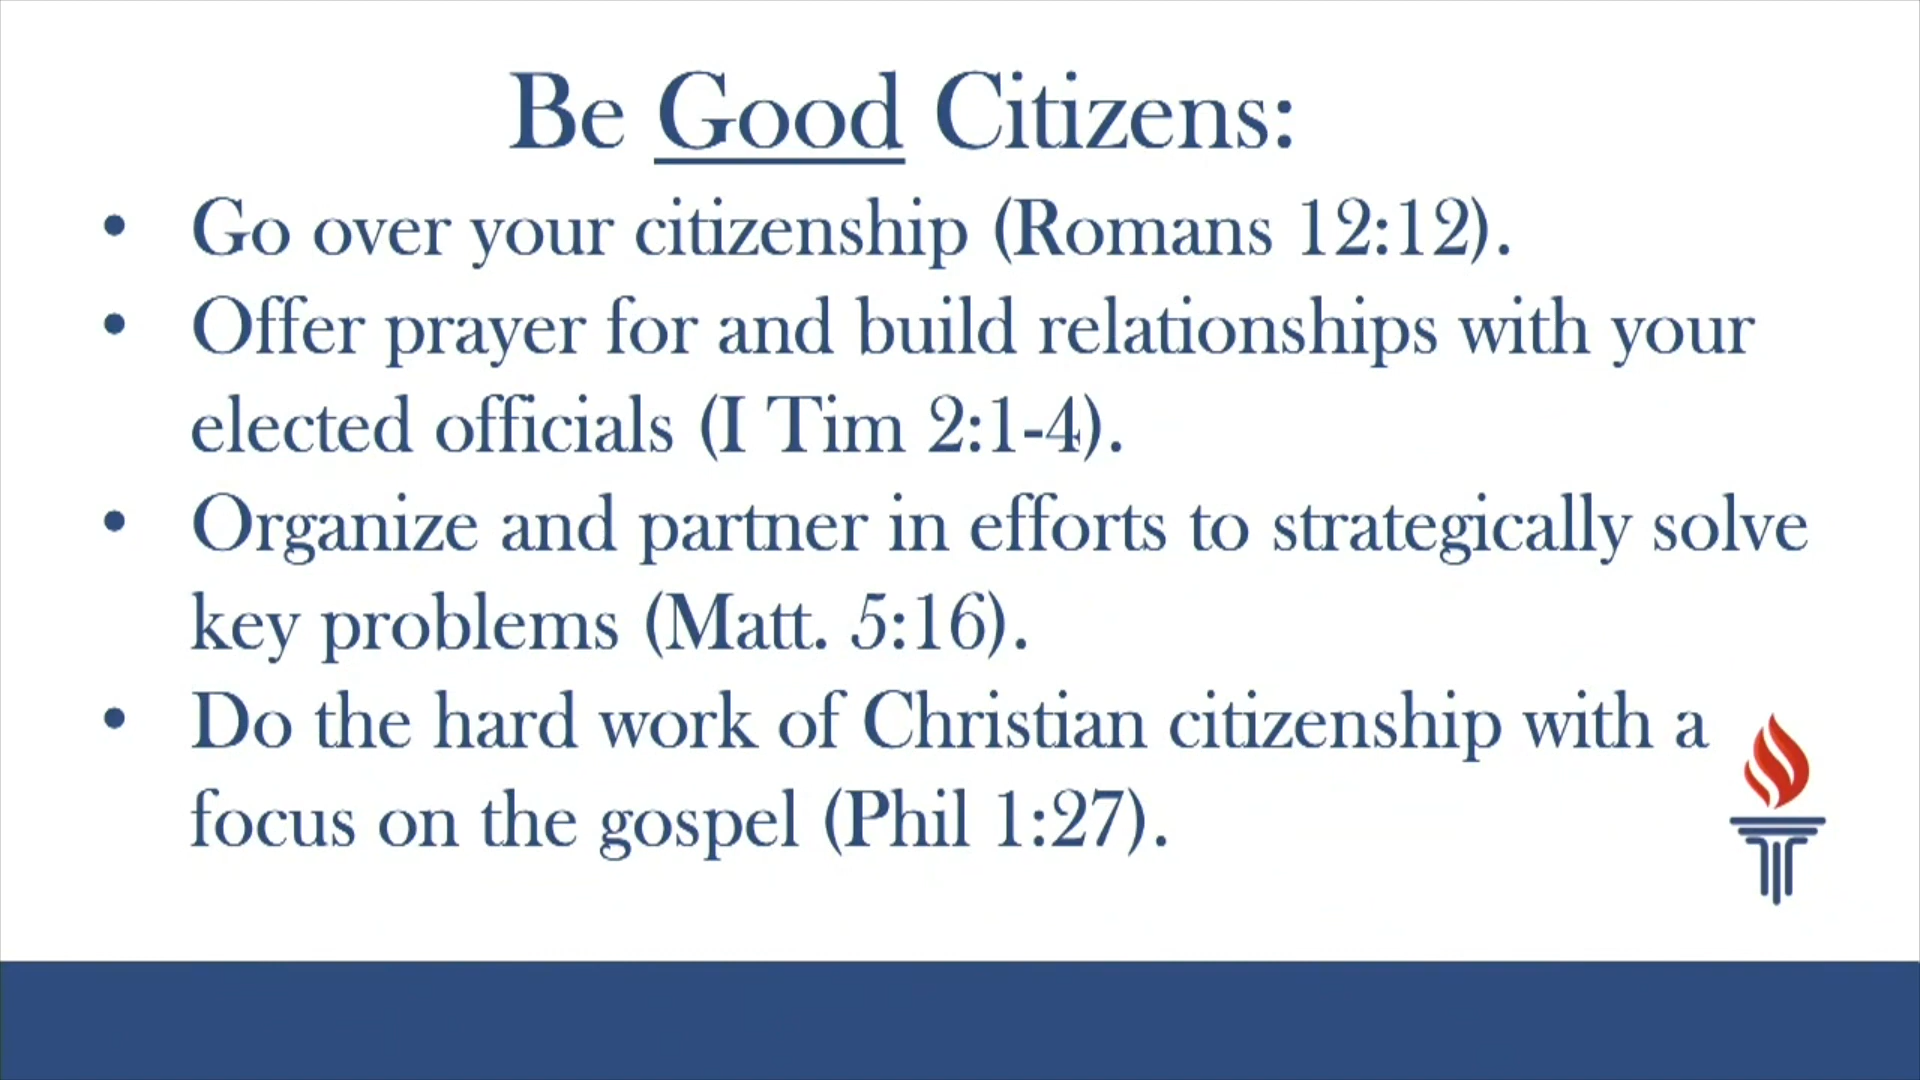 Be Good Citizens:
• Go over your citizenship (Romans 12:12).
• Offer prayer for and build relationships with your
elected officials (I Tim 2:1-4).
• Organize and partner in efforts to strategically solve
key problems (Matt. 5:16).
• Do the hard work of Christian citizenship with a
focus on the gospel (Phil 1:27).